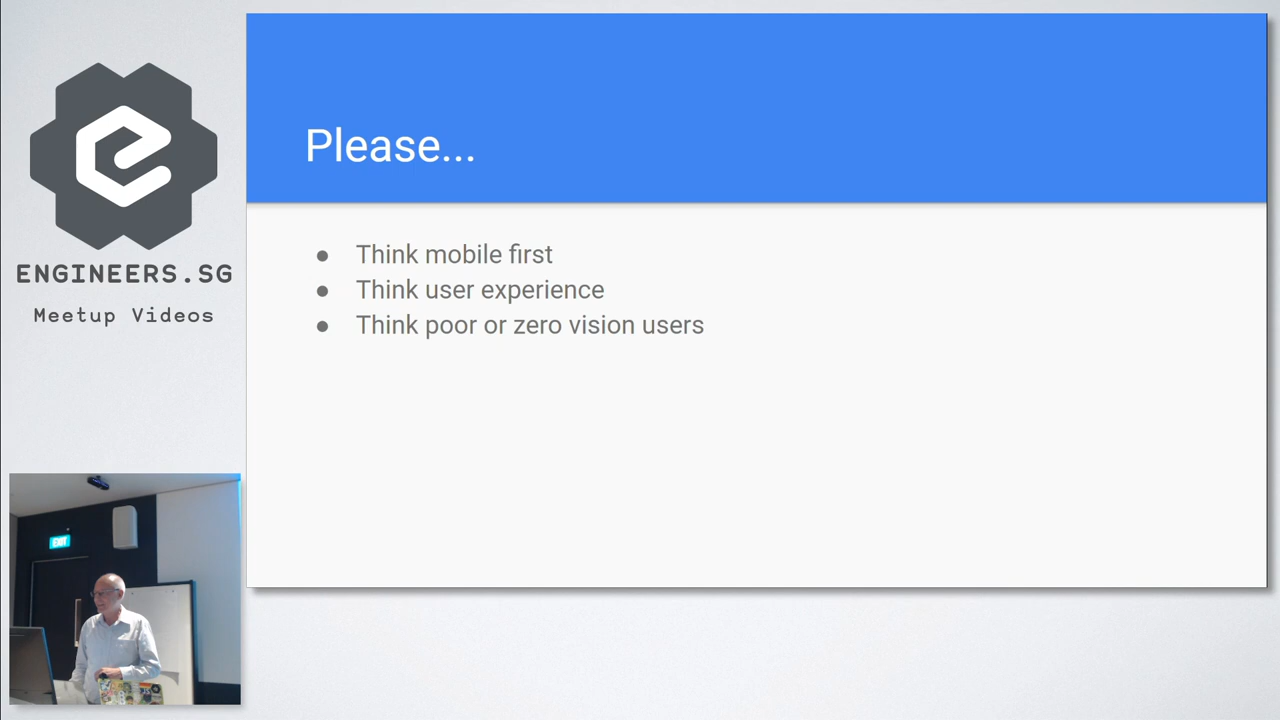 ENGINEERS.SG
Meetup Videos
Please...
● Think mobile first
● Think user experience
● Think poor or zero vision users
EXIT